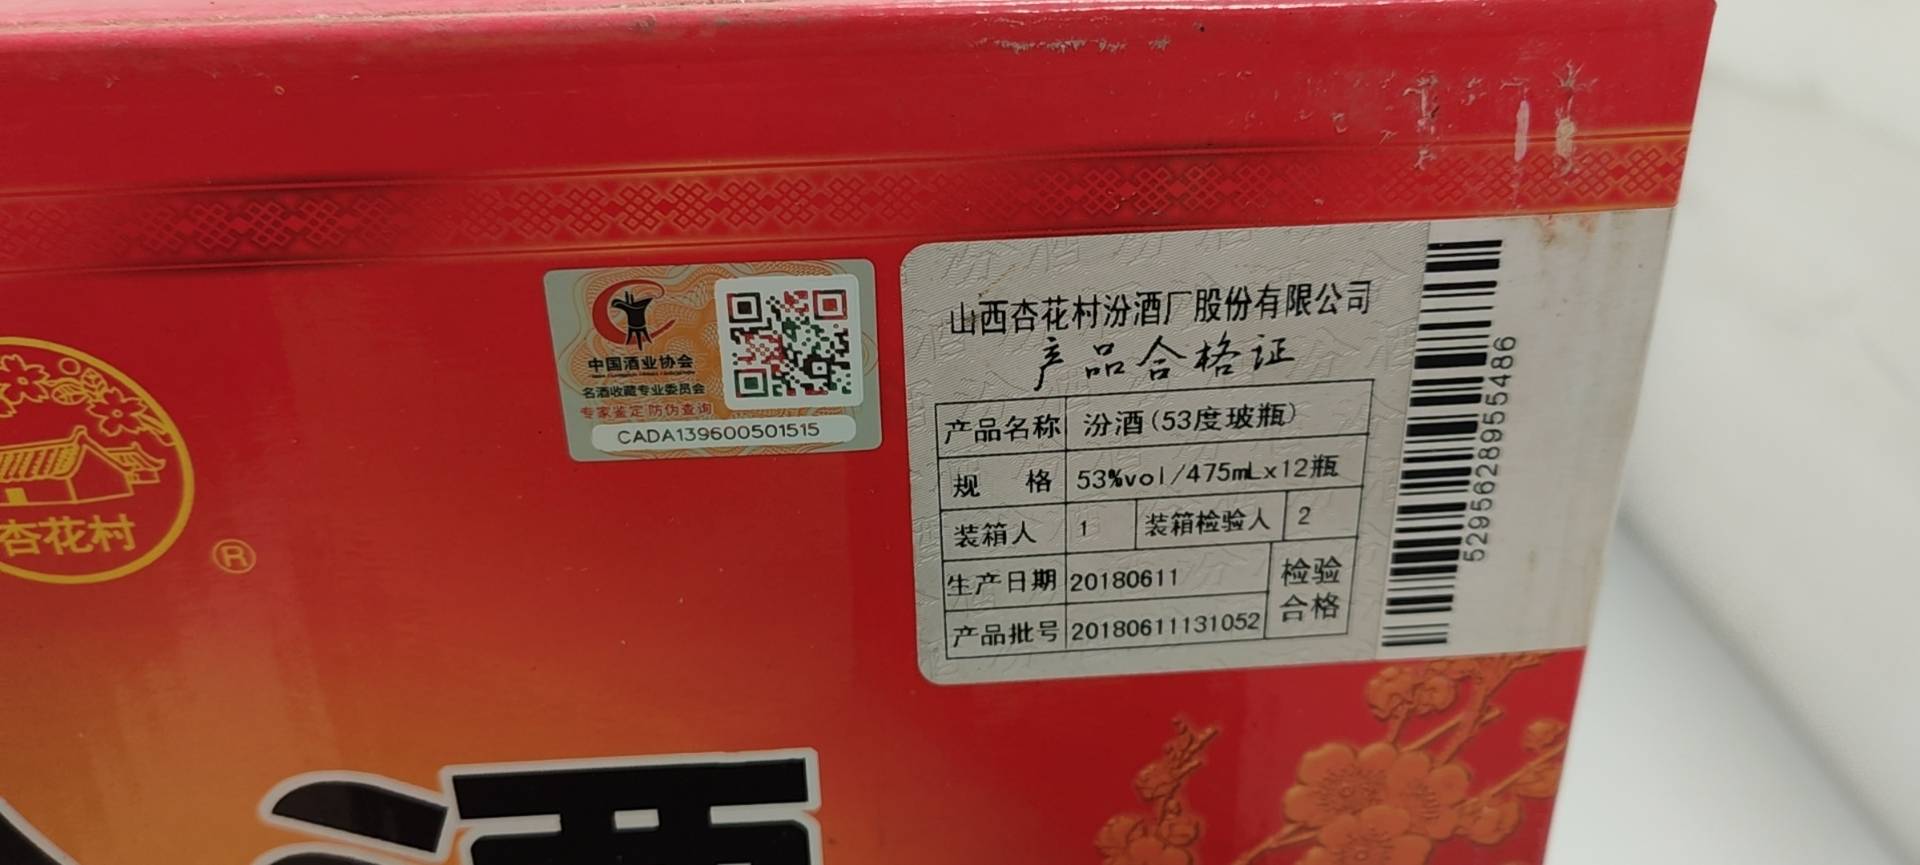 杏花村
®
中国酒业协会
名酒收藏专业委员会
专家鉴定 防伪查询
CADA139600501515
山西杏花村汾酒厂股份有限公司
产品合格证
产品名称 汾酒(53度玻瓶)
规 格 53%vol/475mLx12瓶
装箱人 1 装箱检验人 2
生产日期 20180611 检验
产品批号 20180611131052 合格
5295628955486
酒